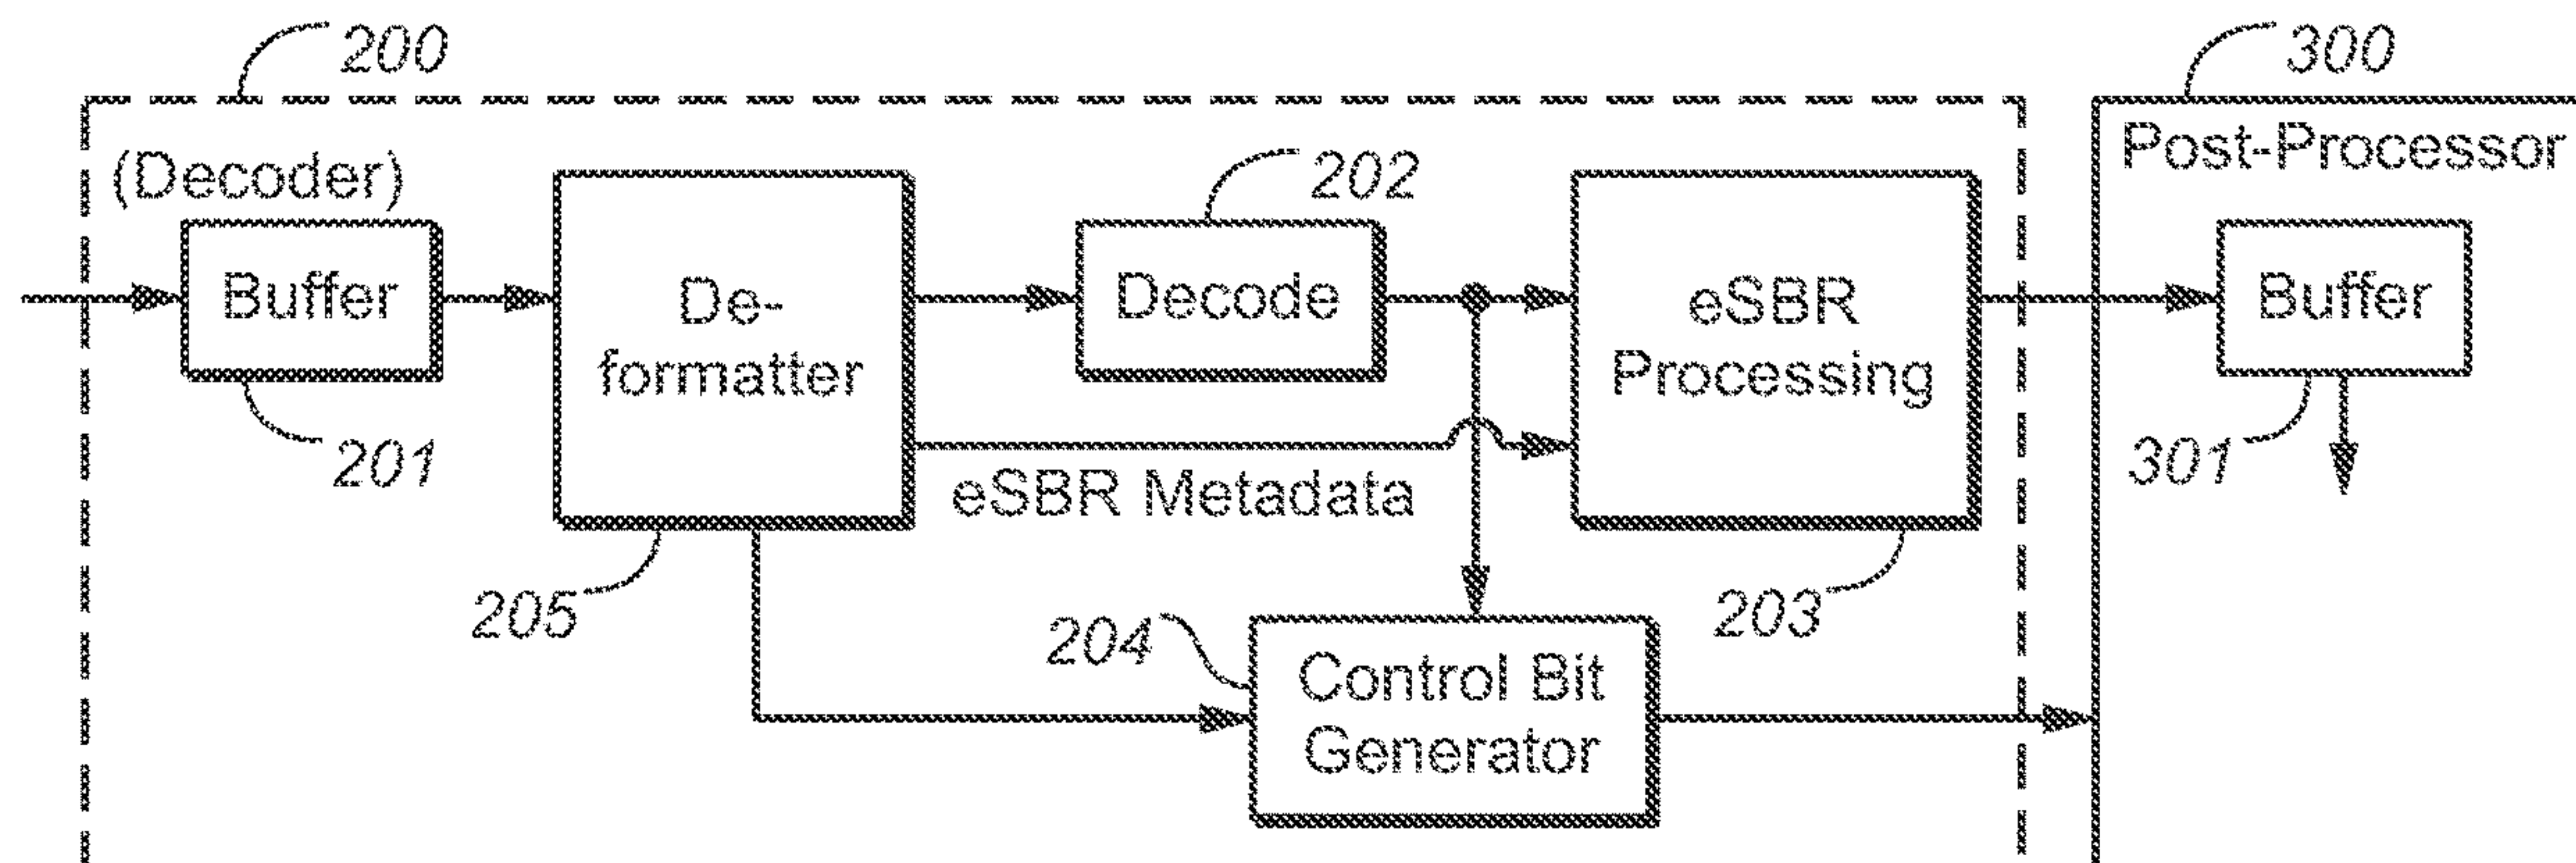 200
300
(Decoder)
Post-Processor
202
Buffer
De-
formatter
Decode
eSBR
Processing
Buffer
201
eSBR Metadata
301
205
204
203
Control Bit
Generator